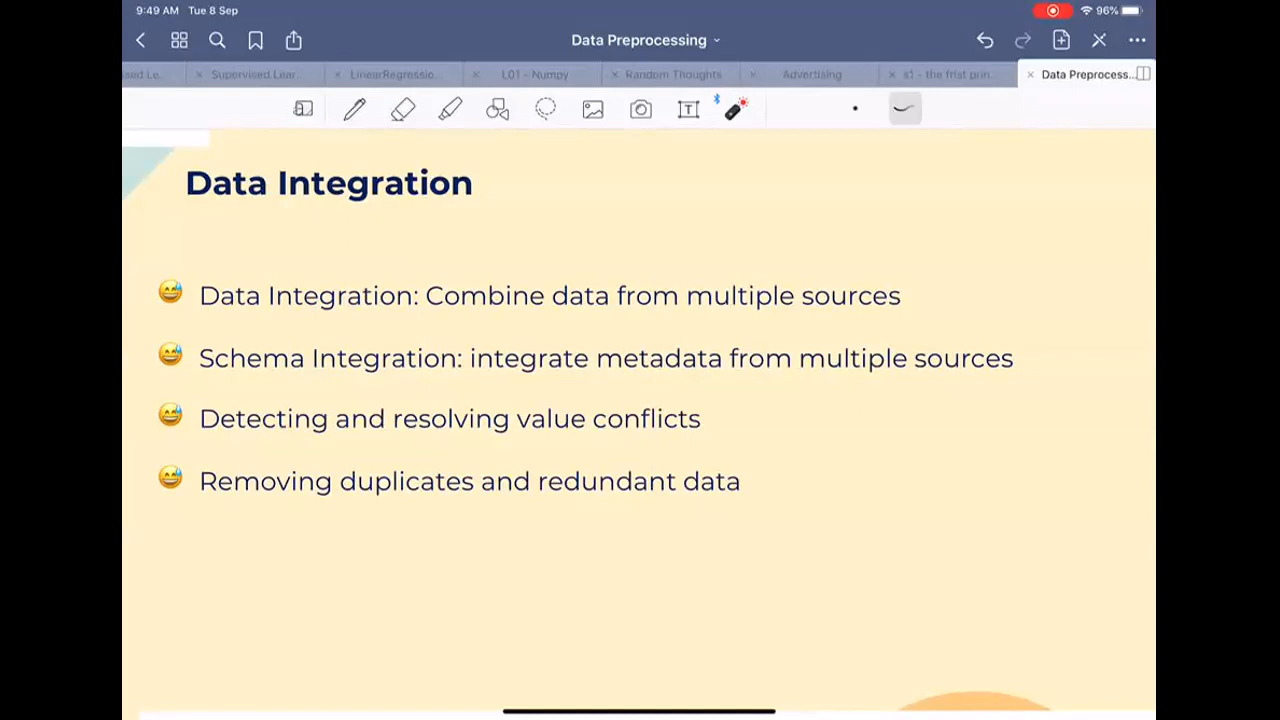 9:49 AM Tue 8 Sep
96%
Data Preprocessing
sed Le...
Supervised.Lear...
LinearRegressio...
L01 - Numpy
Random Thoughts
Advertising
s1 - the frist prin...
Data Preprocess...
T
Data Integration
Data Integration: Combine data from multiple sources
Schema Integration: integrate metadata from multiple sources
Detecting and resolving value conflicts
Removing duplicates and redundant data